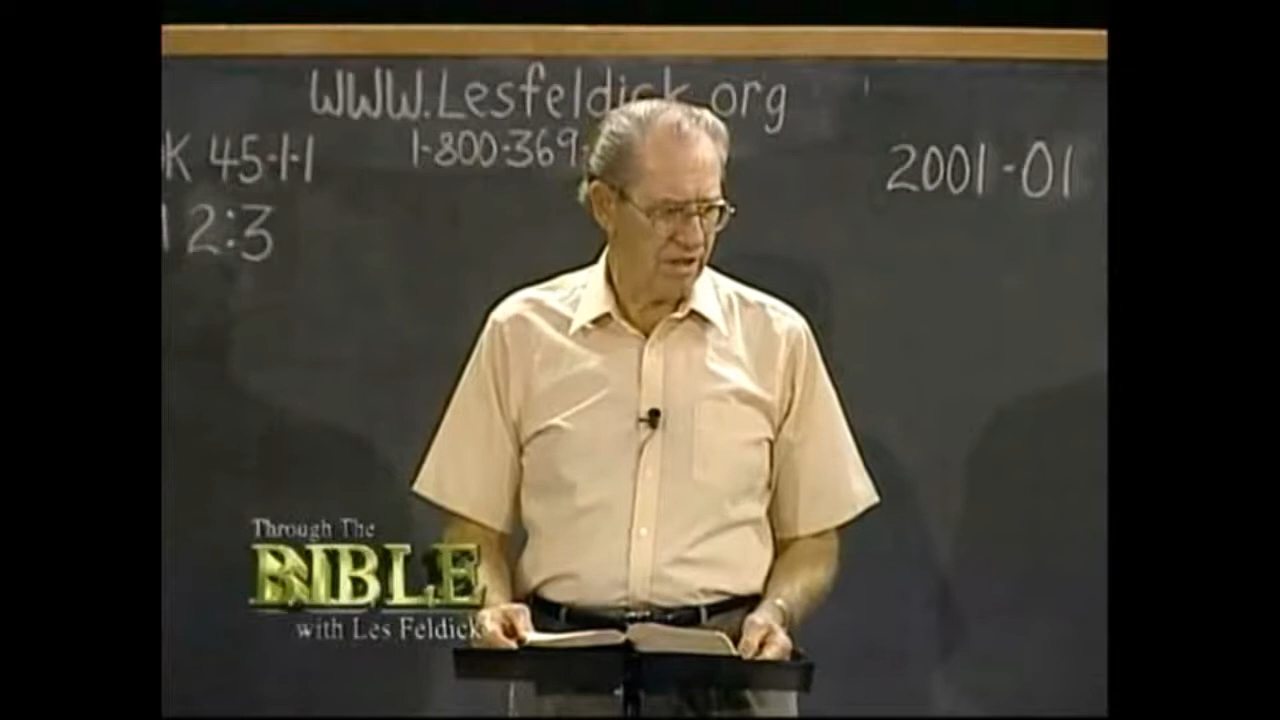 www.Lesfeldick.org
K 45-1-1
1-800-369-
2001-01
2:3
Through The
BIBLE
with Les Feldick